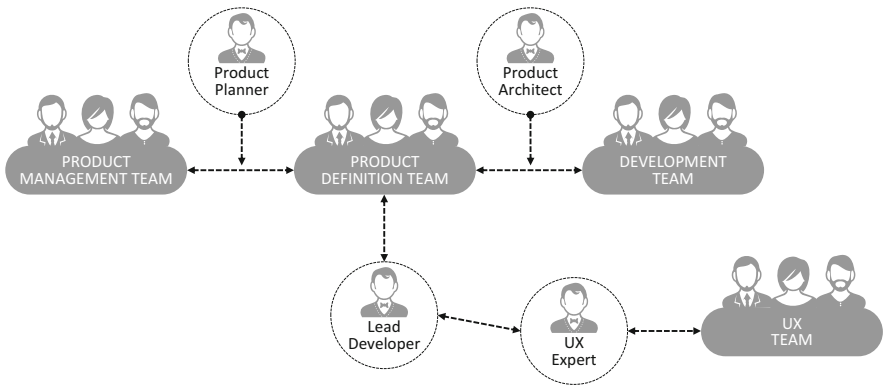 Product
Planner
Product
Architect
PRODUCT
MANAGEMENT TEAM
PRODUCT
DEFINITION TEAM
DEVELOPMENT
TEAM
Lead
Developer
UX
Expert
UX
TEAM